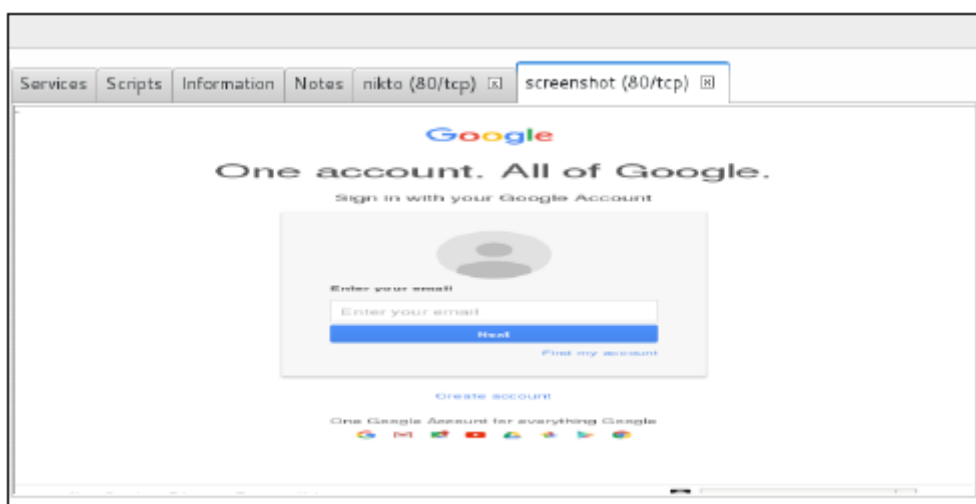 Services Scripts Information Notes nikto (80/tcp) screenshot (80/tcp)
Google
One account. All of Google.
Sign in with your Google Account
Enter your email
Enter your email
Next
Find my account
Create account
One Google Account for everything Google